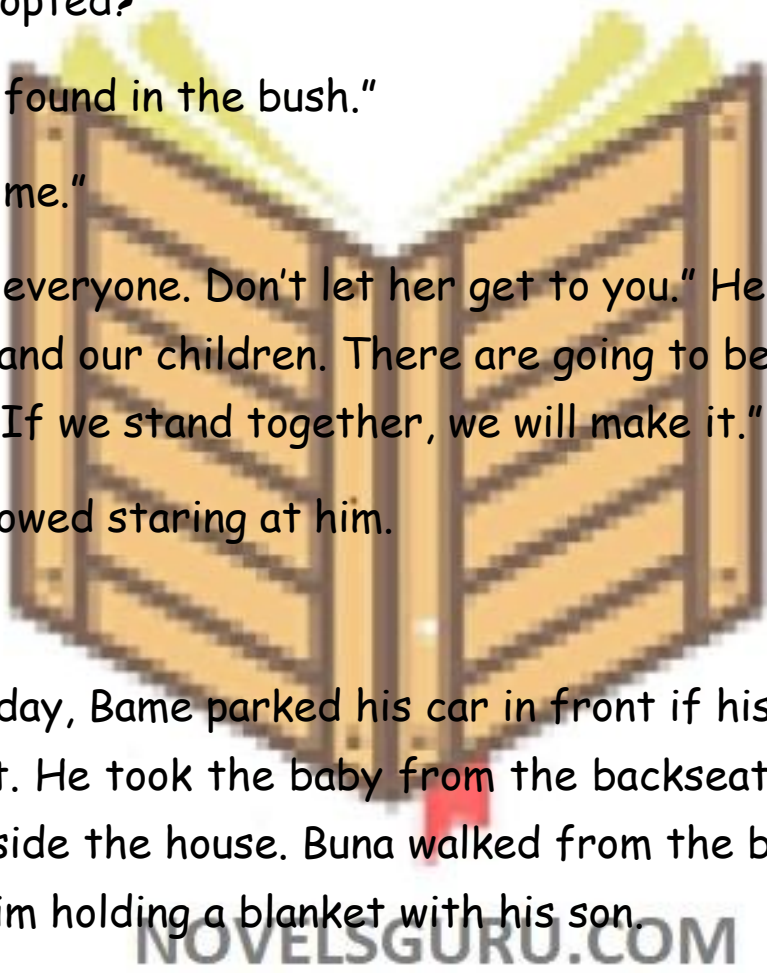 opted?
found in the bush.”
me.”
everyone. Don’t let her get to you.” He
and our children. There are going to be
If we stand together, we will make it.”
owed staring at him.
day, Bame parked his car in front if his
t. He took the baby from the backseat
side the house. Buna walked from the b
im holding a blanket with his son.
NOVELSGURU.COM